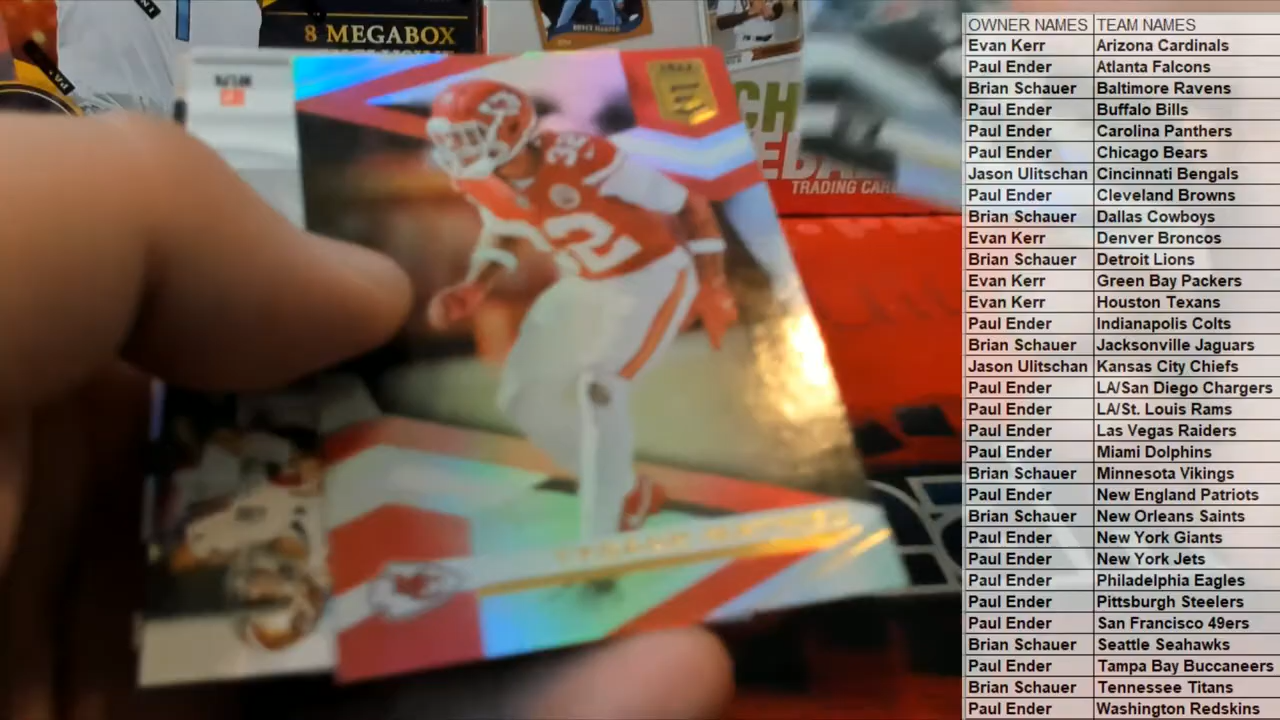 8 MEGABOX
BRYCE HARPER
CH
TRADING CAR
32
32
OWNER NAMES TEAM NAMES
Evan Kerr Arizona Cardinals
Paul Ender Atlanta Falcons
Brian Schauer Baltimore Ravens
Paul Ender Buffalo Bills
Paul Ender Carolina Panthers
Paul Ender Chicago Bears
Jason Ulitschan Cincinnati Bengals
Paul Ender Cleveland Browns
Brian Schauer Dallas Cowboys
Evan Kerr Denver Broncos
Brian Schauer Detroit Lions
Evan Kerr Green Bay Packers
Evan Kerr Houston Texans
Paul Ender Indianapolis Colts
Brian Schauer Jacksonville Jaguars
Jason Ulitschan Kansas City Chiefs
Paul Ender LA/San Diego Chargers
Paul Ender LA/St. Louis Rams
Paul Ender Las Vegas Raiders
Paul Ender Miami Dolphins
Brian Schauer Minnesota Vikings
Paul Ender New England Patriots
Brian Schauer New Orleans Saints
Paul Ender New York Giants
Paul Ender New York Jets
Paul Ender Philadelphia Eagles
Paul Ender Pittsburgh Steelers
Paul Ender San Francisco 49ers
Brian Schauer Seattle Seahawks
Paul Ender Tampa Bay Buccaneers
Brian Schauer Tennessee Titans
Paul Ender Washington Redskins